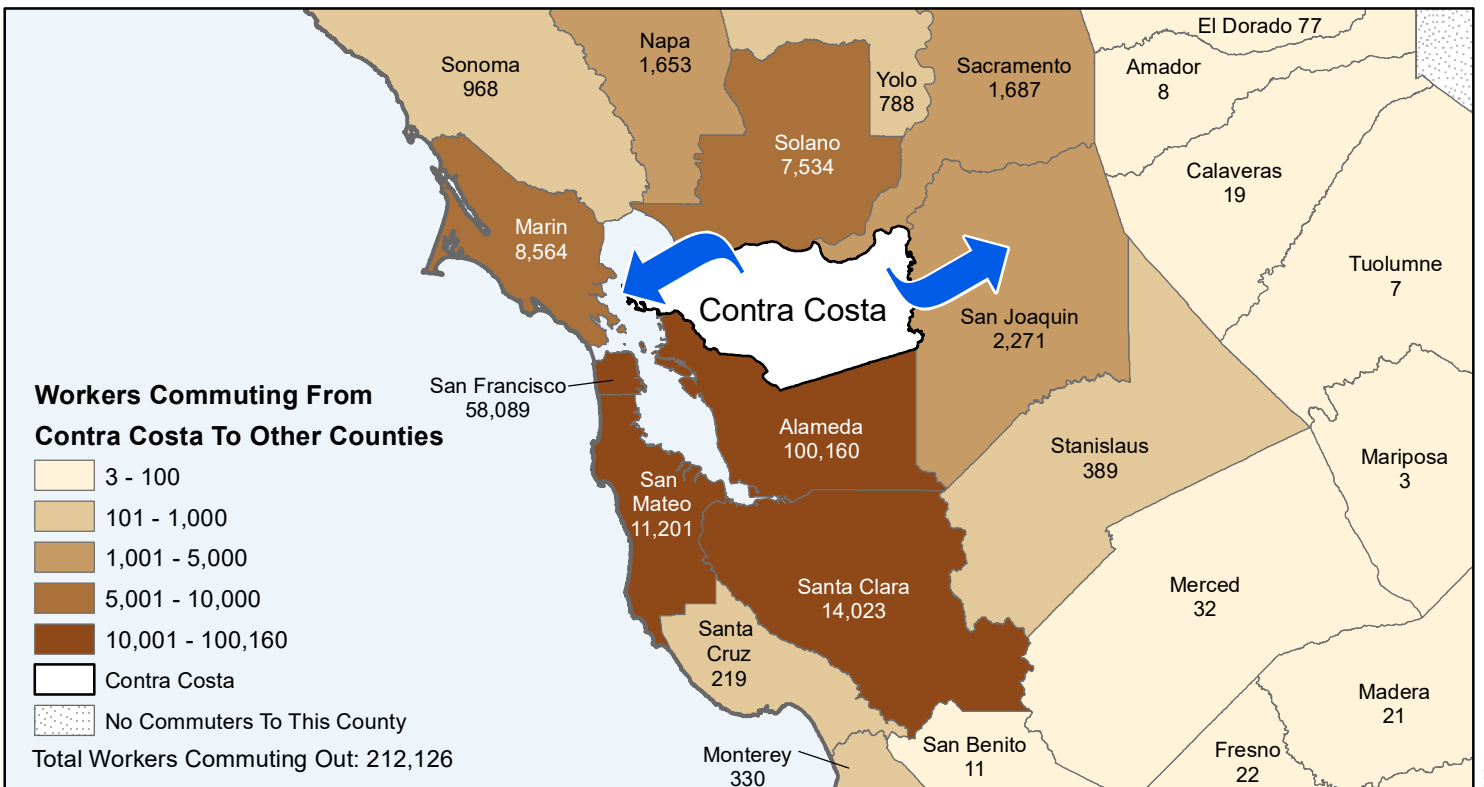 El Dorado 77
Napa
1,653
Sonoma
968
Yolo
788
Sacramento
1,687
Amador
8
Solano
7,534
Calaveras
19
Marin
8,564
Tuolumne
7
Contra Costa
San Joaquin
2,271
San Francisco
58,089
Alameda
100,160
Stanislaus
389
Mariposa
3
San
Mateo
11,201
Santa Clara
14,023
Merced
32
Santa
Cruz
219
Madera
21
San Benito
11
Monterey
330
Fresno
22
Workers Commuting From
Contra Costa To Other Counties
3 - 100
101 - 1,000
1,001 - 5,000
5,001 - 10,000
10,001 - 100,160
Contra Costa
No Commuters To This County
Total Workers Commuting Out: 212,126